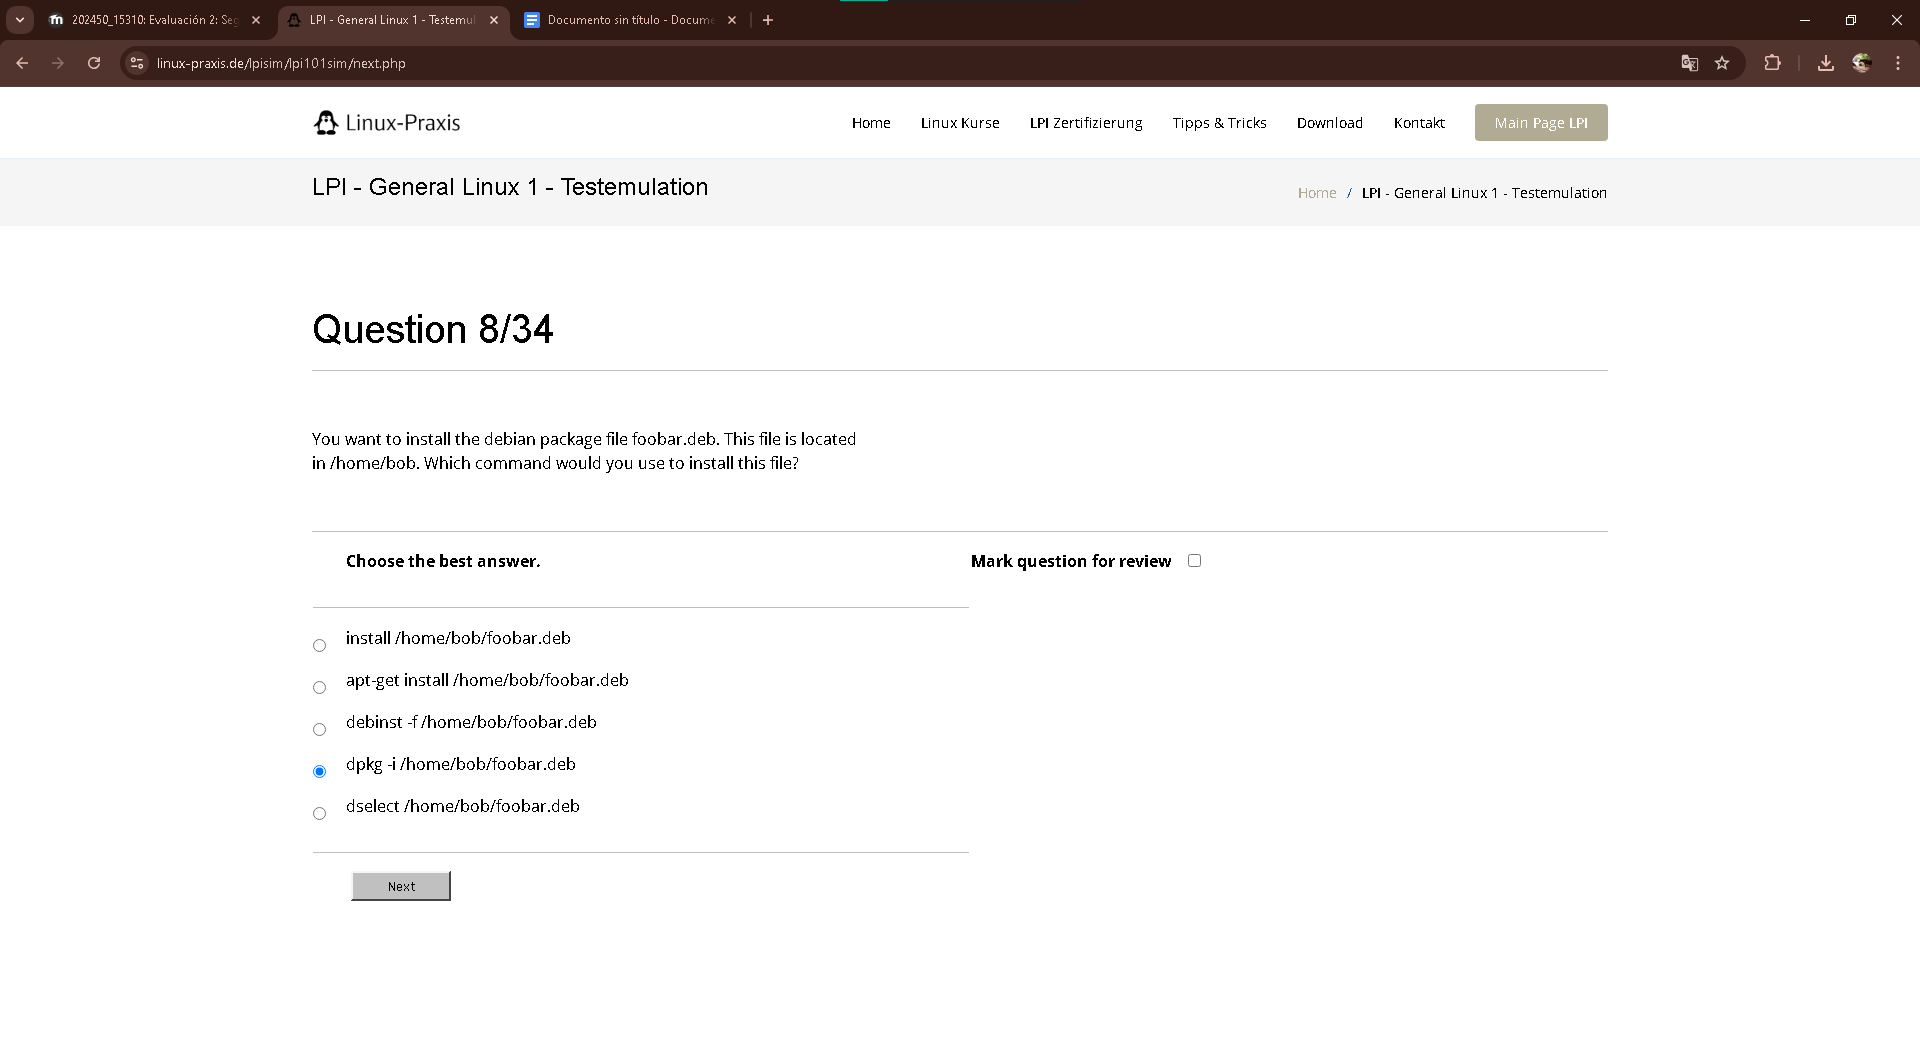 202450_15310: Evaluación 2: Seg
LPI - General Linux 1 - Testemul
Documento sin título - Docume
linux-praxis.de/lpisim/lpi101sim/next.php
Linux-Praxis
Home
Linux Kurse
LPI Zertifizierung
Tipps & Tricks
Download
Kontakt
Main Page LPI
LPI - General Linux 1 - Testemulation
Home / LPI - General Linux 1 - Testemulation
Question 8/34
You want to install the debian package file foobar.deb. This file is located
in /home/bob. Which command would you use to install this file?
Choose the best answer.
Mark question for review
install /home/bob/foobar.deb
apt-get install /home/bob/foobar.deb
debinst -f /home/bob/foobar.deb
dpkg -i /home/bob/foobar.deb
dselect /home/bob/foobar.deb
Next